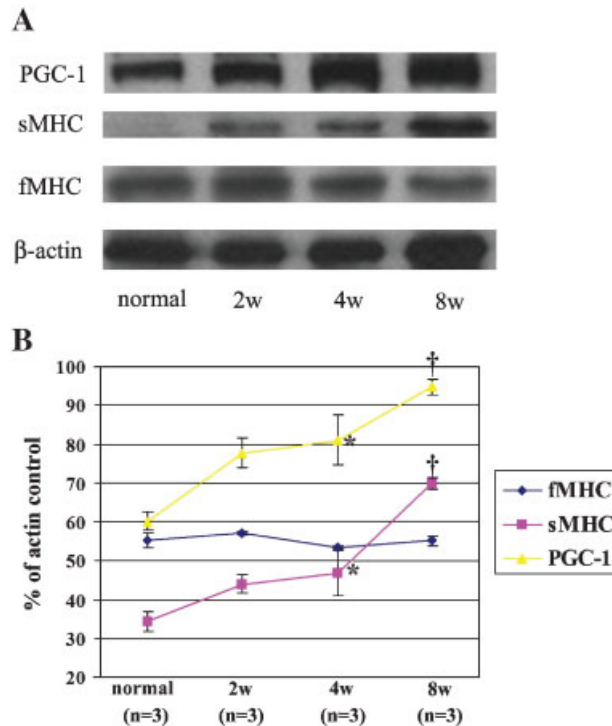 A
PGC-1
sMHC
fMHC
β-actin
normal 2w 4w 8w
B
% of actin control
100
90
80
70
60
50
40
30
20
* †
* †
normal 2w 4w 8w
(n=3) (n=3) (n=3) (n=3)
fMHC
sMHC
PGC-1